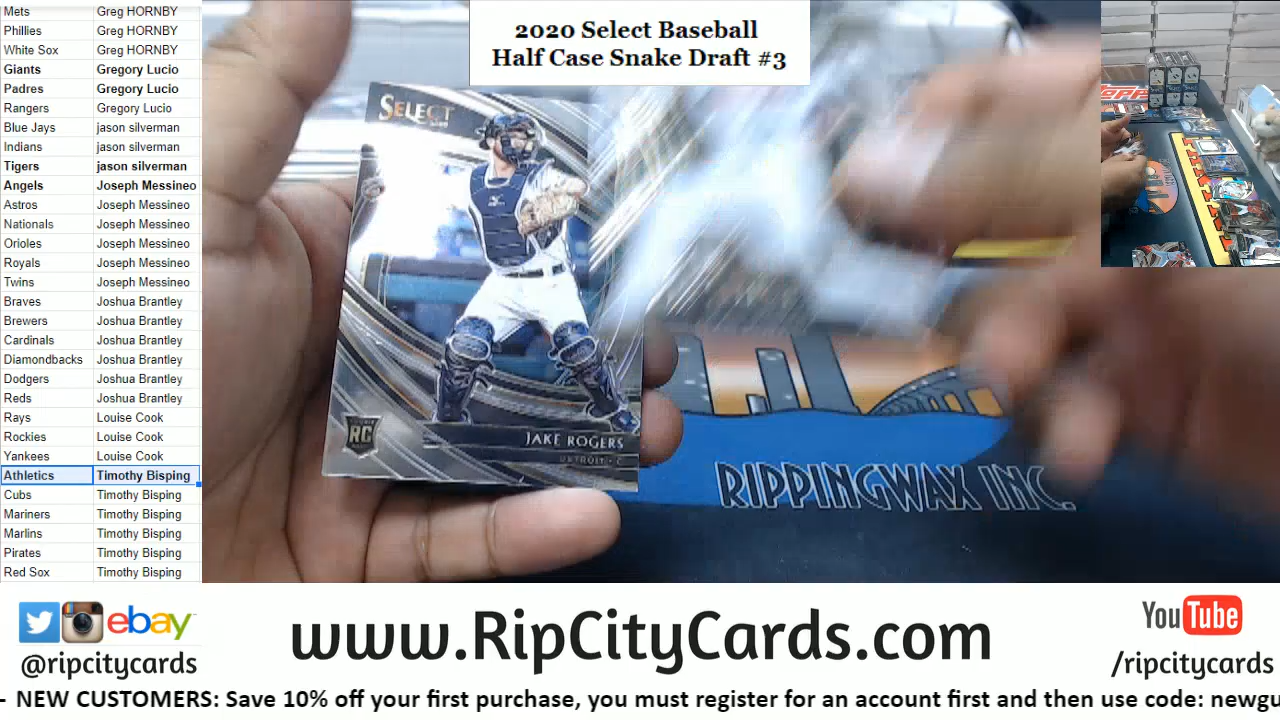 Mets Greg HORNBY
Phillies Greg HORNBY
White Sox Greg HORNBY
Giants Gregory Lucio
Padres Gregory Lucio
Rangers Gregory Lucio
Blue Jays jason silverman
Indians jason silverman
Tigers jason silverman
Angels Joseph Messineo
Astros Joseph Messineo
Nationals Joseph Messineo
Orioles Joseph Messineo
Royals Joseph Messineo
Twins Joseph Messineo
Braves Joshua Brantley
Brewers Joshua Brantley
Cardinals Joshua Brantley
Diamondbacks Joshua Brantley
Dodgers Joshua Brantley
Reds Joshua Brantley
Rays Louise Cook
Rockies Louise Cook
Yankees Louise Cook
Athletics Timothy Bisping
Cubs Timothy Bisping
Mariners Timothy Bisping
Marlins Timothy Bisping
Pirates Timothy Bisping
Red Sox Timothy Bisping
2020 Select Baseball
Half Case Snake Draft #3
SELECT
RC
JAKE ROGERS
DETROIT • C
RIPPINGWAX INC.
TOPPS
ebay
@ripcitycards
www.RipCityCards.com
YouTube
/ripcitycards
- NEW CUSTOMERS: Save 10% off your first purchase, you must register for an account first and then use code: newgu